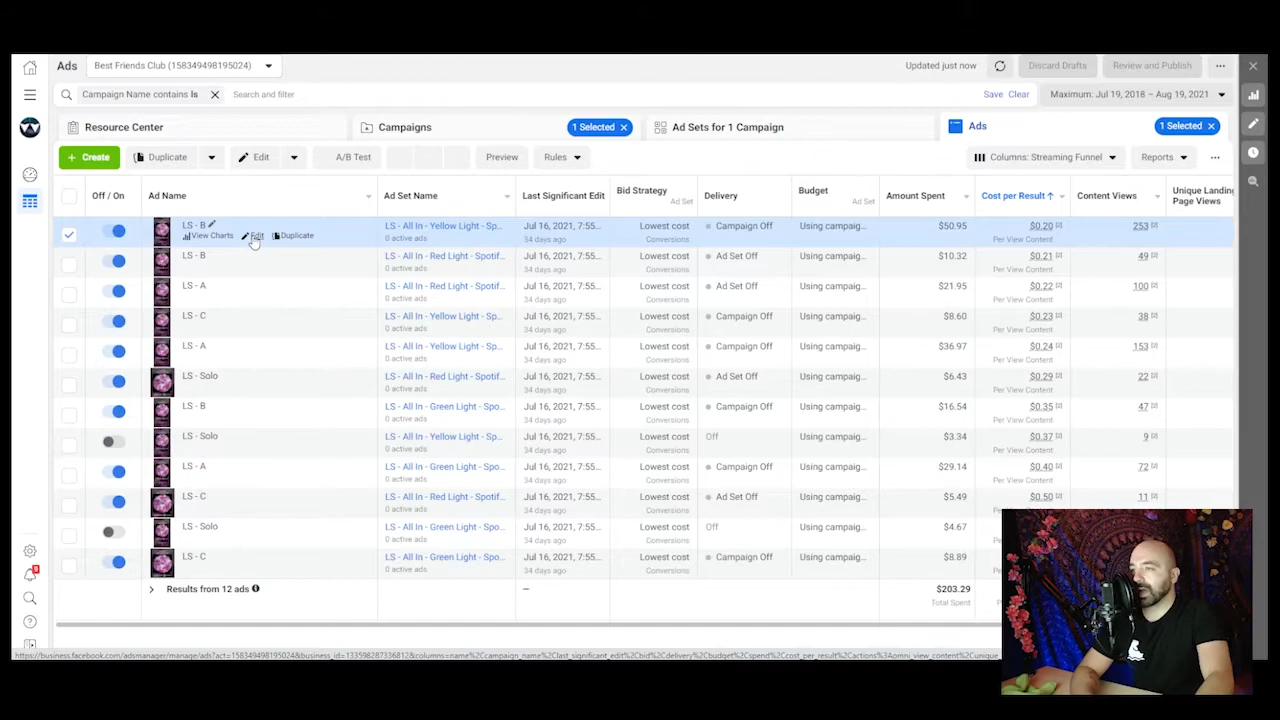 Ads
Best Friends Club (158349498195024)
Updated just now
Discard Drafts
Review and Publish
Campaign Name contains ls
Search and filter
Save Clear
Maximum: Jul 19, 2018 – Aug 19, 2021
Resource Center
Campaigns
1 Selected
Ad Sets for 1 Campaign
Ads
1 Selected
+ Create
Duplicate
Edit
A/B Test
Preview
Rules
Columns: Streaming Funnel
Reports
Off / On
Ad Name
Ad Set Name
Last Significant Edit
Bid Strategy
Ad Set
Delivery
Budget
Ad Set
Amount Spent
Cost per Result ↑
Content Views
Unique Landing
Page Views
LS - B
View Charts Edit Duplicate
LS - All In - Yellow Light - Sp...
0 active ads
Jul 16, 2021, 7:55...
34 days ago
Lowest cost
Conversions
Campaign Off
Using campaig...
$50.95
$0.20 [2]
Per View Content
253 [2]
LS - B
LS - All In - Red Light - Spotif...
0 active ads
Jul 16, 2021, 7:55...
34 days ago
Lowest cost
Conversions
Ad Set Off
Using campaig...
$10.32
$0.21 [2]
Per View Content
49 [2]
LS - A
LS - All In - Red Light - Spotif...
0 active ads
Jul 16, 2021, 7:55...
34 days ago
Lowest cost
Conversions
Ad Set Off
Using campaig...
$21.95
$0.22 [2]
Per View Content
100 [2]
LS - C
LS - All In - Yellow Light - Sp...
0 active ads
Jul 16, 2021, 7:55...
34 days ago
Lowest cost
Conversions
Campaign Off
Using campaig...
$8.60
$0.23 [2]
Per View Content
38 [2]
LS - A
LS - All In - Yellow Light - Sp...
0 active ads
Jul 16, 2021, 7:55...
34 days ago
Lowest cost
Conversions
Campaign Off
Using campaig...
$36.97
$0.24 [2]
Per View Content
153 [2]
LS - Solo
LS - All In - Red Light - Spotif...
0 active ads
Jul 16, 2021, 7:55...
34 days ago
Lowest cost
Conversions
Ad Set Off
Using campaig...
$6.43
$0.29 [2]
Per View Content
22 [2]
LS - B
LS - All In - Green Light - Spo...
0 active ads
Jul 16, 2021, 7:55...
34 days ago
Lowest cost
Conversions
Campaign Off
Using campaig...
$16.54
$0.35 [2]
Per View Content
47 [2]
LS - Solo
LS - All In - Yellow Light - Sp...
0 active ads
Jul 16, 2021, 7:55...
34 days ago
Lowest cost
Conversions
Off
Using campaig...
$3.34
$0.37 [2]
Per View Content
9 [2]
LS - A
LS - All In - Green Light - Spo...
0 active ads
Jul 16, 2021, 7:55...
34 days ago
Lowest cost
Conversions
Campaign Off
Using campaig...
$29.14
$0.40 [2]
Per View Content
72 [2]
LS - C
LS - All In - Red Light - Spotif...
0 active ads
Jul 16, 2021, 7:55...
34 days ago
Lowest cost
Conversions
Ad Set Off
Using campaig...
$5.49
$0.50 [2]
11 [2]
LS - Solo
LS - All In - Green Light - Spo...
0 active ads
Jul 16, 2021, 7:55...
34 days ago
Lowest cost
Conversions
Off
Using campaig...
$4.67
LS - C
LS - All In - Green Light - Spo...
0 active ads
Jul 16, 2021, 7:55...
34 days ago
Lowest cost
Conversions
Campaign Off
Using campaig...
$8.89
Results from 12 ads
—
$203.29
Total Spent
https://business.facebook.com/adsmanager/manage/ads?act=158349498195024&business_id=133598287336812&columns=name%2Ccampaign_name%2Clast_significant_edit%2Cbid%2Cdelivery%2Cbudget%2Cspend%2Ccost_per_result%2Cactions%3Aomni_view_content%2Cunique_